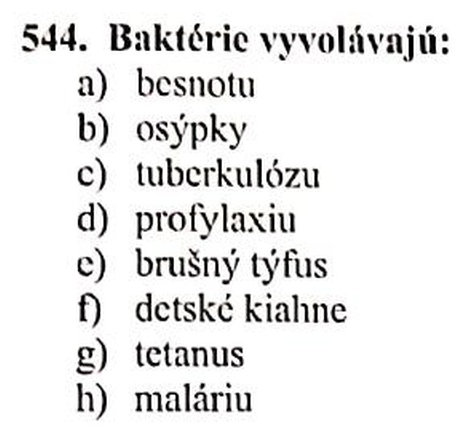 544. Baktérie vyvolávajú:
a) besnotu
b) osýpky
c) tuberkulózu
d) profylaxiu
e) brušný týfus
f) detské kiahne
g) tetanus
h) maláriu